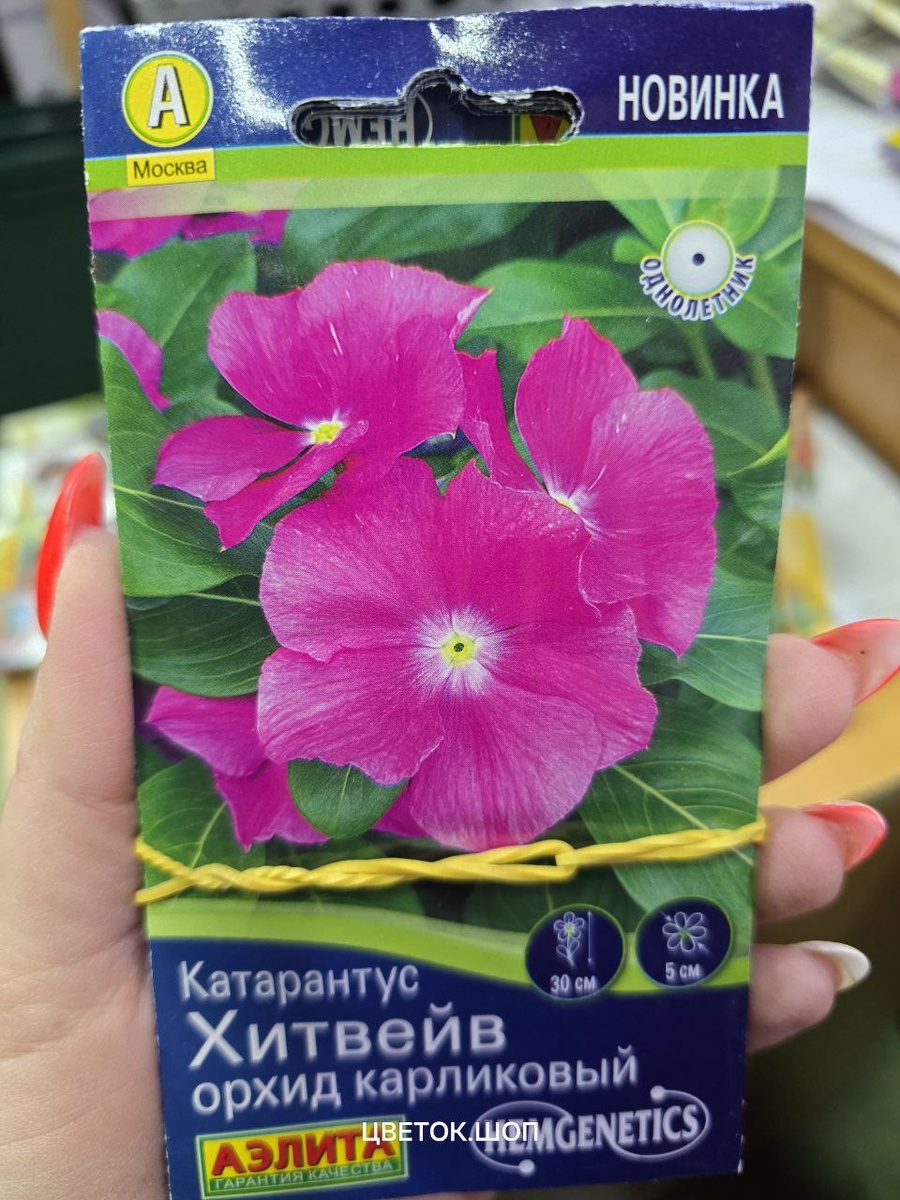 А
НОВИНКА
Москва
ОДНОЛЕТНИК
30 см
5 см
Катарантус
Хитвейв
орхид карликовый
АЭЛИТА
ГАРАНТИЯ КАЧЕСТВА
ЦВЕТОК.ШОП
HEMGENETICS